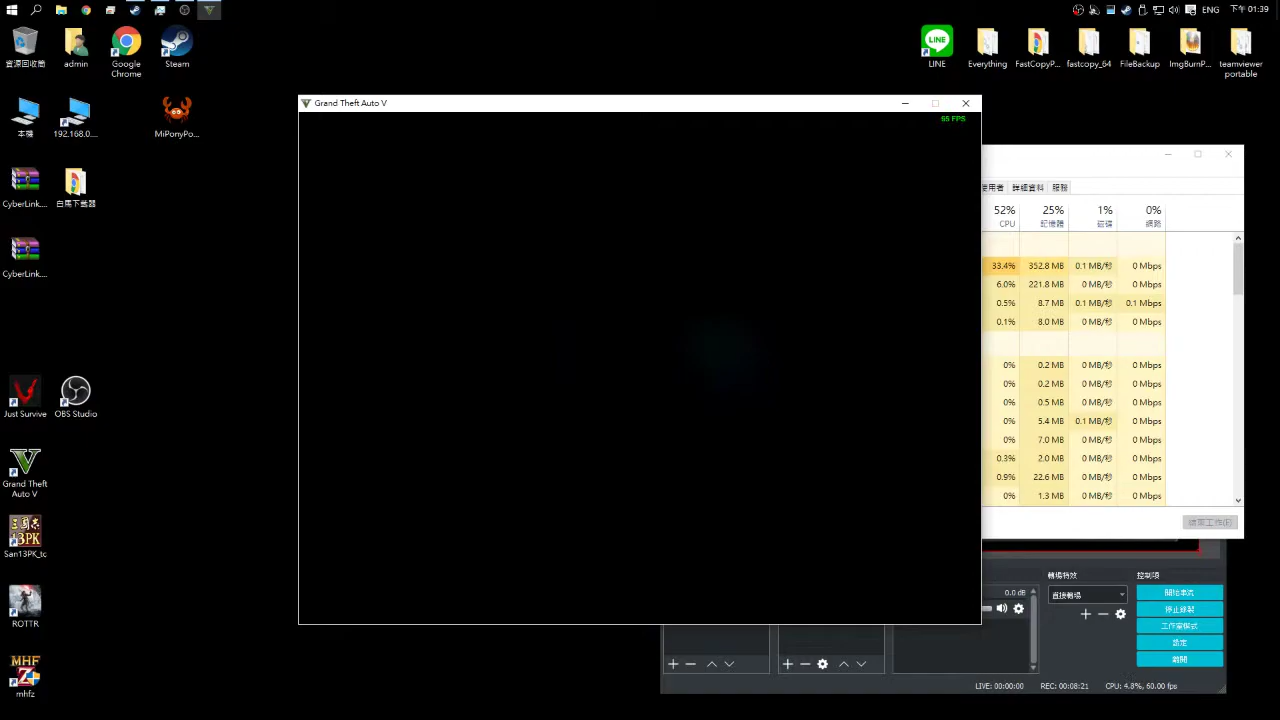 ENG
下午 01:39
資源回收筒
admin
Google Chrome
Steam
LINE
LINE
Everything
FastCopyP...
fastcopy_64
FileBackup
ImgBurnP...
teamviewer portable
本機
192.168.0....
MiPonyPo...
CyberLink....
白馬下載器
CyberLink....
Just Survive
OBS Studio
Grand Theft Auto V
三國志
13PK
San13PK_tc
ROTTR
MHF
Z
mhfz
Grand Theft Auto V
95 FPS
使用者 詳細資料 服務
52% 25% 1% 0%
CPU 記憶體 磁碟 網路
33.4% 352.8 MB 0.1 MB/秒 0 Mbps
6.0% 221.8 MB 0 MB/秒 0 Mbps
0.5% 8.7 MB 0.1 MB/秒 0.1 Mbps
0.1% 8.0 MB 0 MB/秒 0 Mbps
0% 0.2 MB 0 MB/秒 0 Mbps
0% 0.2 MB 0 MB/秒 0 Mbps
0% 0.5 MB 0 MB/秒 0 Mbps
0% 5.4 MB 0.1 MB/秒 0 Mbps
0% 7.0 MB 0 MB/秒 0 Mbps
0.3% 2.0 MB 0 MB/秒 0 Mbps
0.9% 22.6 MB 0 MB/秒 0 Mbps
0% 1.3 MB 0 MB/秒 0 Mbps
結束工作(E)
0.0 dB
轉場特效
直接轉場
控制項
開始串流
停止錄製
工作室模式
設定
離開
LIVE: 00:00:00
REC: 00:08:21
CPU: 4.8%, 60.00 fps